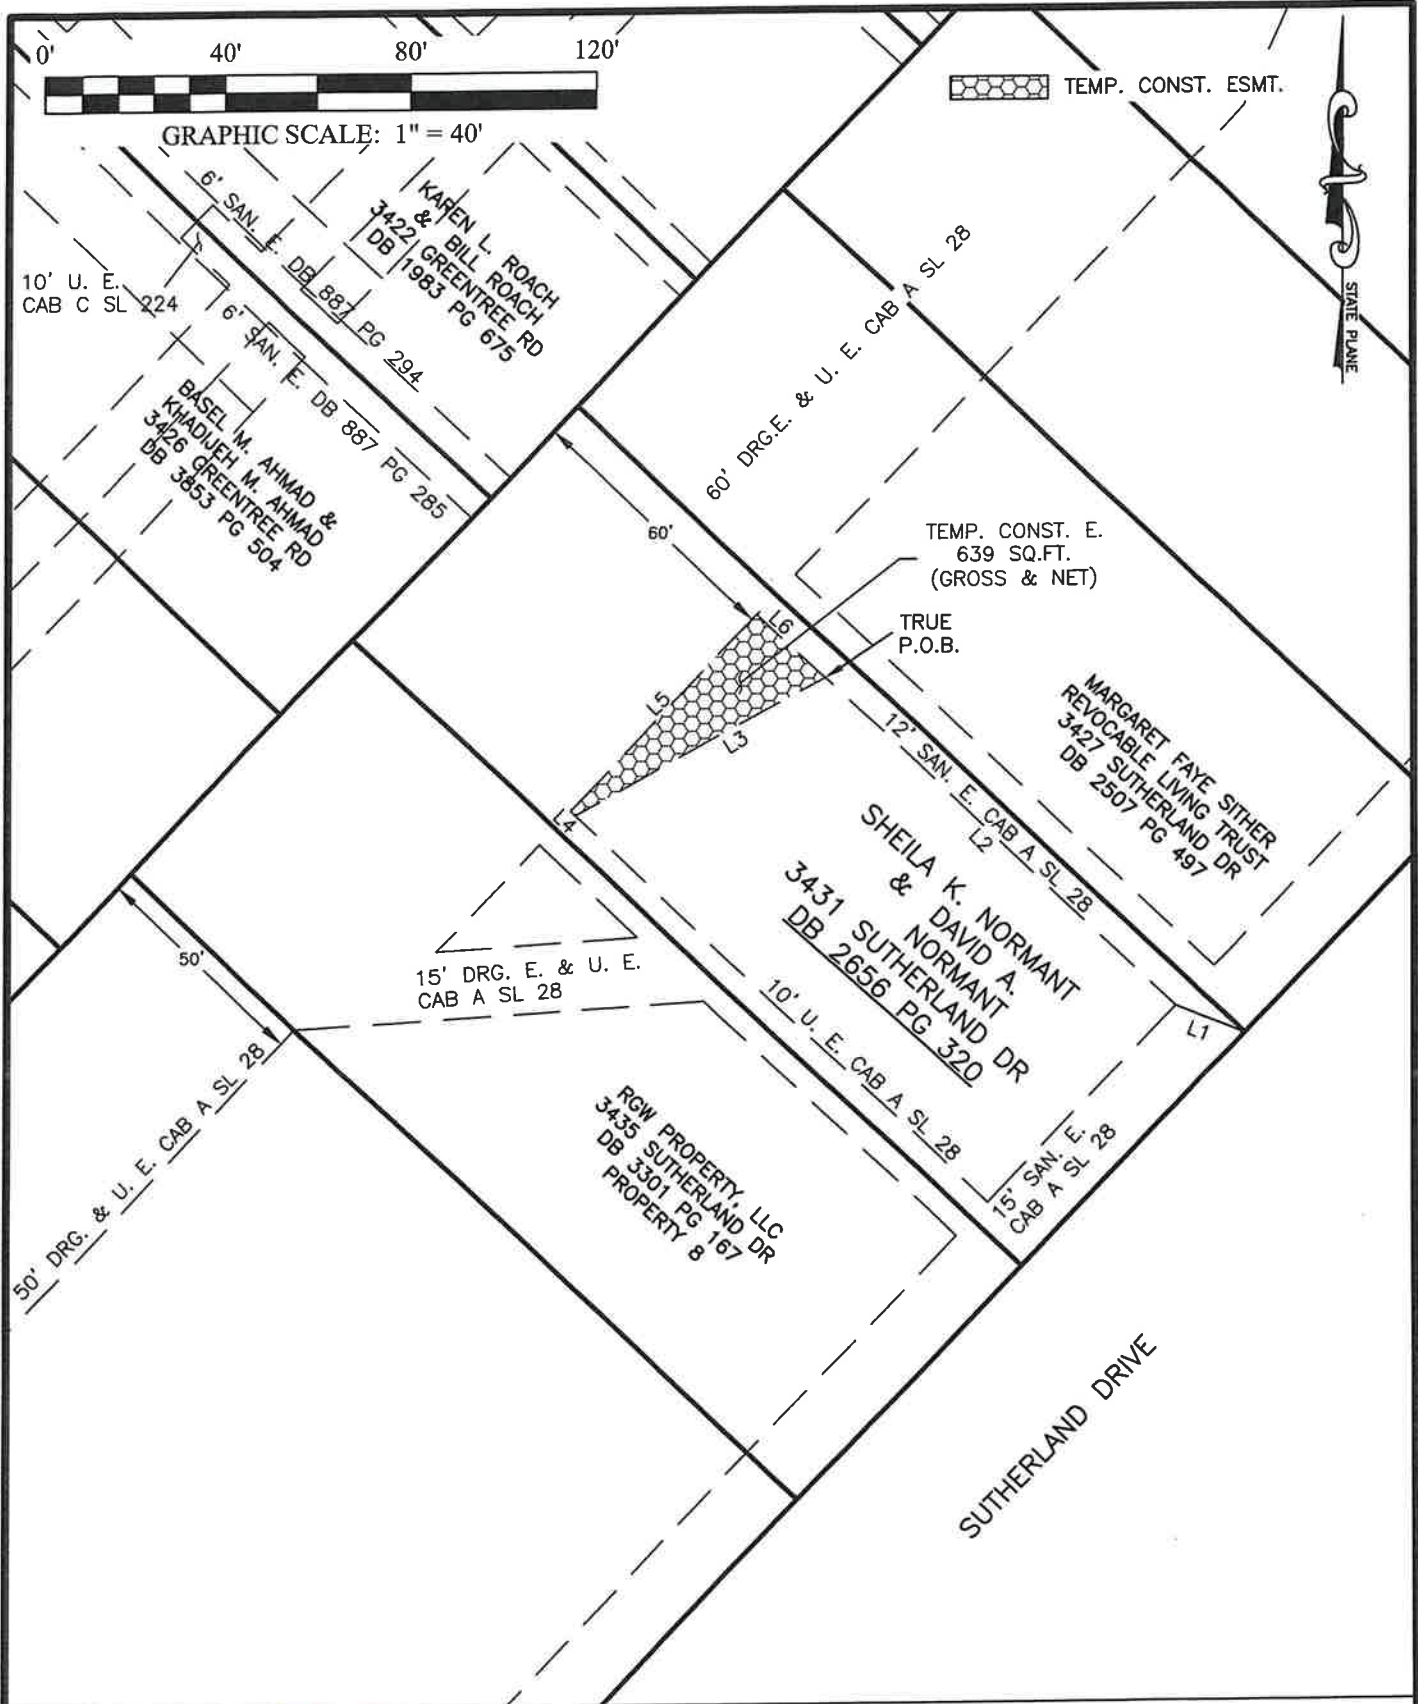 0' 40' 80' 120'
GRAPHIC SCALE: 1" = 40'
TEMP. CONST. ESMT.
STATE PLANE
6' SAN. E. DB 887 PG 294
KAREN L. ROACH
& BILL ROACH
3422 GREENTREE RD
DB 1983 PG 675
10' U. E.
CAB C SL 224
6' SAN. E. DB 887 PG 285
BASEL M. AHMAD &
KHADIJEH M. AHMAD
3426 GREENTREE RD
DB 3853 PG 504
60' DRG.E. & U. E. CAB A SL 28
60'
TEMP. CONST. E.
639 SQ.FT.
(GROSS & NET)
TRUE
P.O.B.
L6
L5
L3
L4
12' SAN. E. CAB A SL 28
L2
MARGARET FAYE SITHER
REVOCABLE LIVING TRUST
3427 SUTHERLAND DR
DB 2507 PG 497
SHEILA K. NORMANT
& DAVID A.
NORMANT
3431 SUTHERLAND DR
DB 2656 PG 320
50'
15' DRG. E. & U. E.
CAB A SL 28
10' U. E. CAB A SL 28
L1
15' SAN. E.
CAB A SL 28
50' DRG. & U. E. CAB A SL 28
RGW PROPERTY, LLC
3435 SUTHERLAND DR
DB 3301 PG 167
PROPERTY 8
SUTHERLAND DRIVE